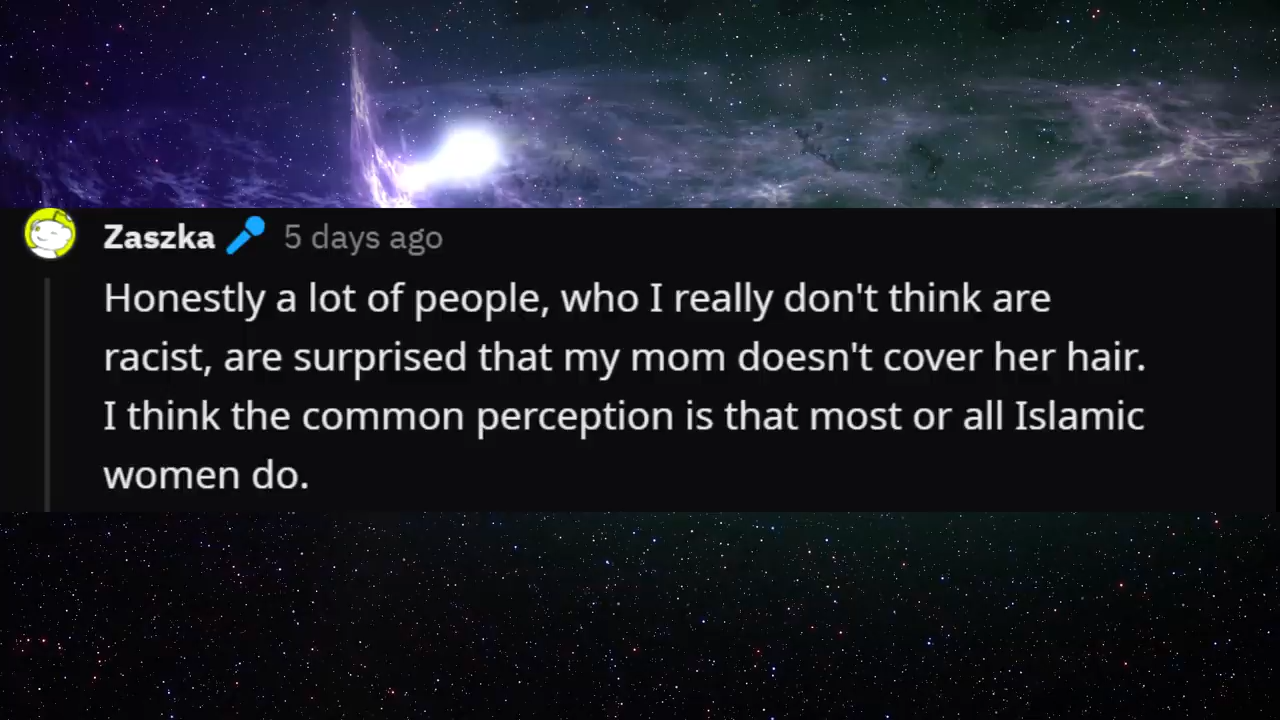 Zaszka 5 days ago
Honestly a lot of people, who I really don't think are
racist, are surprised that my mom doesn't cover her hair.
I think the common perception is that most or all Islamic
women do.